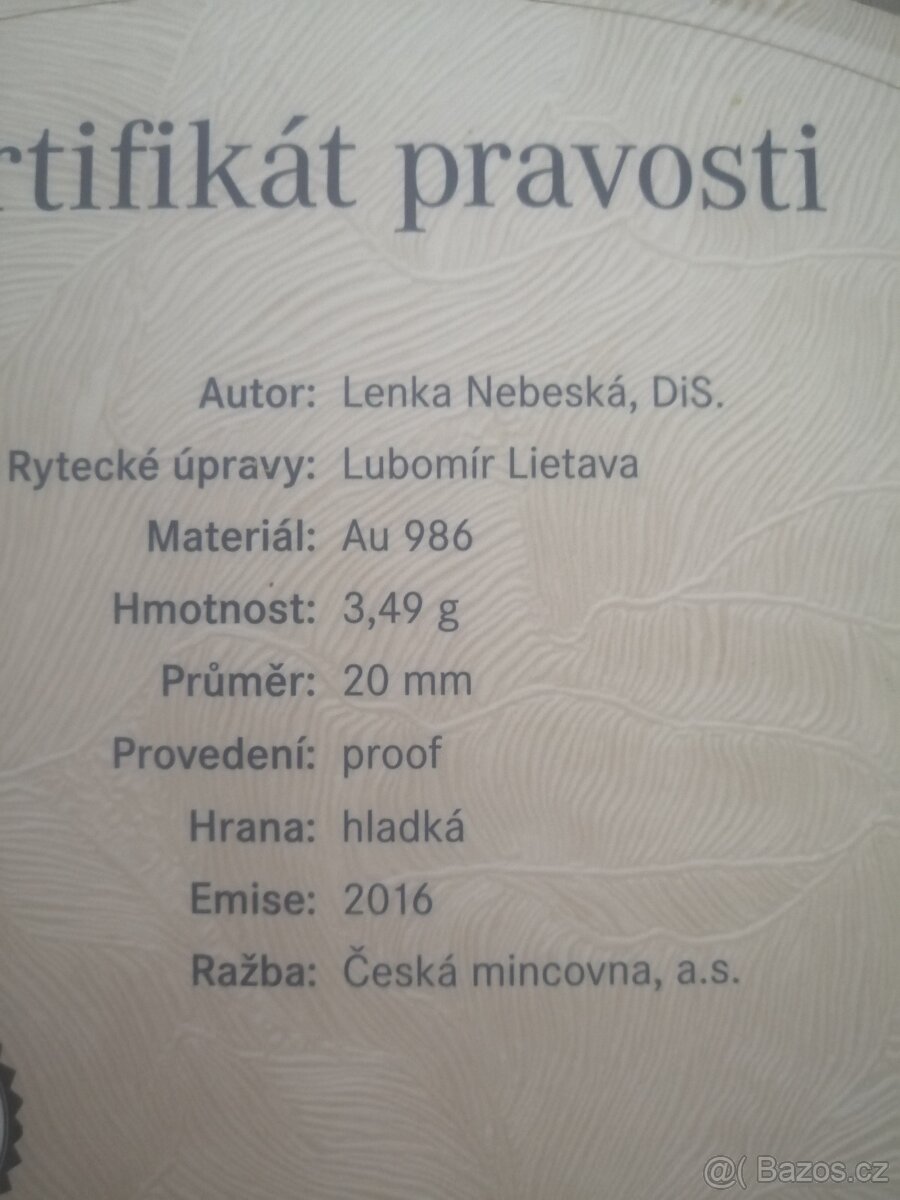 rtifikát pravosti
Autor: Lenka Nebeská, DiS.
Rytecké úpravy: Lubomír Lietava
Materiál: Au 986
Hmotnost: 3,49 g
Průměr: 20 mm
Provedení: proof
Hrana: hladká
Emise: 2016
Ražba: Česká mincovna, a.s.
@( Bazos.cz